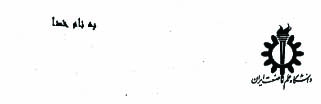 به نام خدا
دانشگاه علم و صنعت ایران